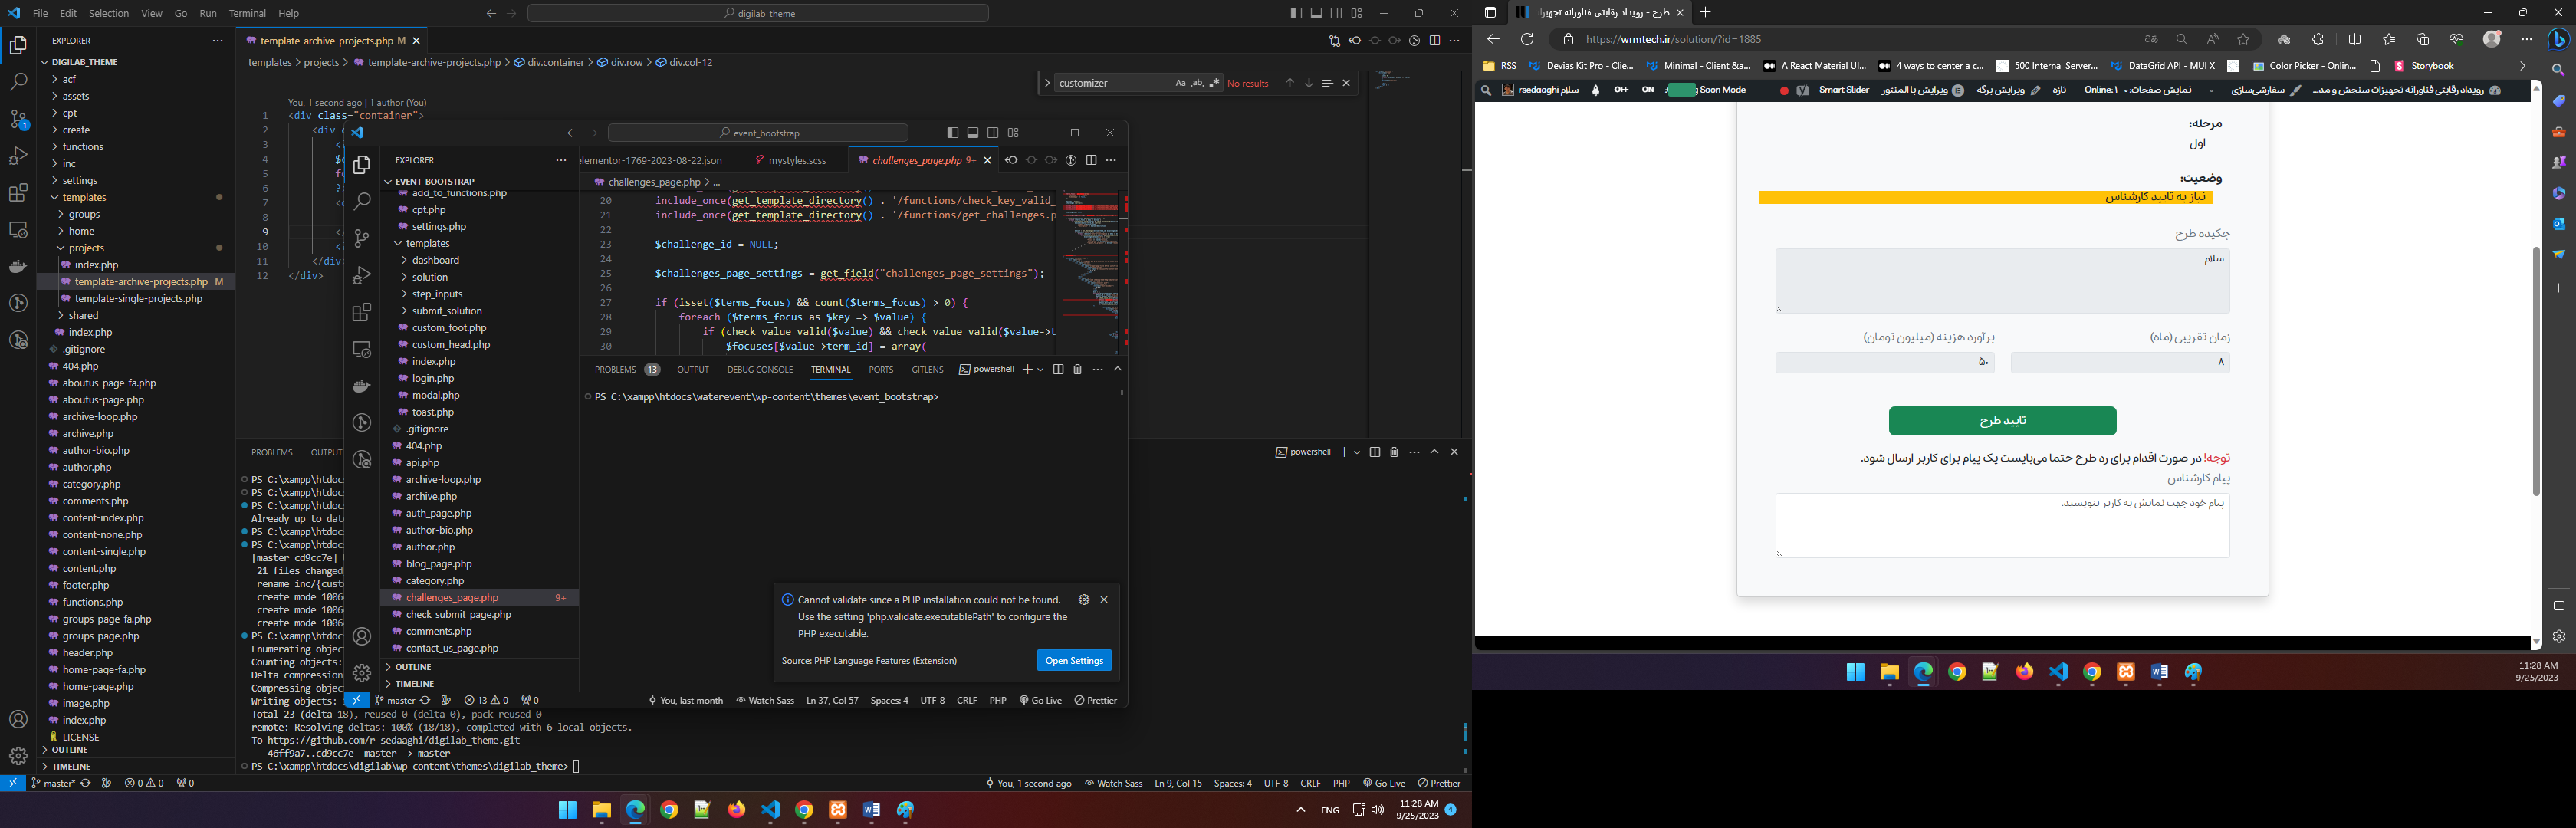 File Edit Selection View Go Run Terminal Help
digilab_theme
EXPLORER
DIGILAB_THEME
acf
assets
cpt
create
functions
inc
settings
templates
groups
home
projects
index.php
template-archive-projects.php M
template-single-projects.php
shared
index.php
.gitignore
404.php
aboutus-page-fa.php
aboutus-page.php
archive-loop.php
archive.php
author-bio.php
author.php
category.php
comments.php
content-index.php
content-none.php
content-single.php
content.php
footer.php
functions.php
groups-page-fa.php
groups-page.php
header.php
home-page-fa.php
home-page.php
image.php
index.php
LICENSE
OUTLINE
TIMELINE
template-archive-projects.php M
templates > projects > template-archive-projects.php > div.container > div.row > div.col-12
customizer
No results
You, 1 second ago | 1 author (You)
1 <div class="container">
2 <div c
3 <
4 $
5 fo
6 ?
7 <
8
9 </
10 <
11 </di
12 </div>
event_bootstrap
EXPLORER
EVENT_BOOTSTRAP
add_to_functions.php
cpt.php
settings.php
templates
dashboard
solution
step_inputs
submit_solution
custom_foot.php
custom_head.php
index.php
login.php
modal.php
toast.php
.gitignore
404.php
api.php
archive-loop.php
archive.php
auth_page.php
author-bio.php
author.php
blog_page.php
category.php
challenges_page.php 9+
check_submit_page.php
comments.php
contact_us_page.php
OUTLINE
TIMELINE
elementor-1769-2023-08-22.json
mystyles.scss
challenges_page.php 9+
challenges_page.php > ...
20 include_once(get_template_directory() . '/functions/check_key_valid_
21 include_once(get_template_directory() . '/functions/get_challenges.p
22
23 $challenge_id = NULL;
24
25 $challenges_page_settings = get_field("challenges_page_settings");
26
27 if (isset($terms_focus) && count($terms_focus) > 0) {
28 foreach ($terms_focus as $key => $value) {
29 if (check_value_valid($value) && check_value_valid($value->t
30 $focuses[$value->term_id] = array(
PROBLEMS 13 OUTPUT DEBUG CONSOLE TERMINAL PORTS GITLENS powershell
PS C:\xampp\htdocs\waterevent\wp-content\themes\event_bootstrap>
Cannot validate since a PHP installation could not be found.
Use the setting 'php.validate.executablePath' to configure the
PHP executable.
Source: PHP Language Features (Extension)
Open Settings
master 13 0 0 You, last month Watch Sass Ln 37, Col 57 Spaces: 4 UTF-8 CRLF PHP Go Live Prettier
PROBLEMS OUTPUT
powershell
PS C:\xampp\htdoc
PS C:\xampp\htdoc
PS C:\xampp\htdoc
Already up to dat
PS C:\xampp\htdoc
PS C:\xampp\htdoc
[master cd9cc7e]
21 files changed
rename inc/{cust
create mode 1006
create mode 1006
create mode 1006
PS C:\xampp\htdoc
Enumerating objec
Counting objects:
Delta compression
Compressing objec
Writing objects:
Total 23 (delta 18), reused 0 (delta 0), pack-reused 0
remote: Resolving deltas: 100% (18/18), completed with 6 local objects.
To https://github.com/r-sedaaghi/digilab_theme.git
46ff9a7..cd9cc7e master -> master
PS C:\xampp\htdocs\digilab\wp-content\themes\digilab_theme>
master* 0 0 0 You, 1 second ago Watch Sass Ln 9, Col 15 Spaces: 4 UTF-8 CRLF PHP Go Live Prettier
ENG
11:28 AM
9/25/2023
4
طرح - رویداد رقابتی فناورانه تجهیزا
https://wrmtech.ir/solution/?id=1885
RSS Devias Kit Pro - Clie... Minimal - Client &a... A React Material UI... 4 ways to center a c... 500 Internal Server... DataGrid API - MUI X Color Picker - Onlin... Storybook
رویداد رقابتی فناورانه تجهیزات سنجش و مد... سفارشی‌سازی نمایش صفحات: ۰ - ۱ :Online تازه ویرایش برگه ویرایش با المنتور Smart Slider g Soon Mode ON OFF سلام rsedaaghi
مرحله:
اول
وضعیت:
نیاز به تایید کارشناس
چکیده طرح
سلام
زمان تقریبی (ماه) برآورد هزینه (میلیون تومان)
۸ ۵۰
تایید طرح
توجه! در صورت اقدام برای رد طرح حتما می‌بایست یک پیام برای کاربر ارسال شود.
پیام کارشناس
پیام خود جهت نمایش به کاربر بنویسید.
11:28 AM
9/25/2023